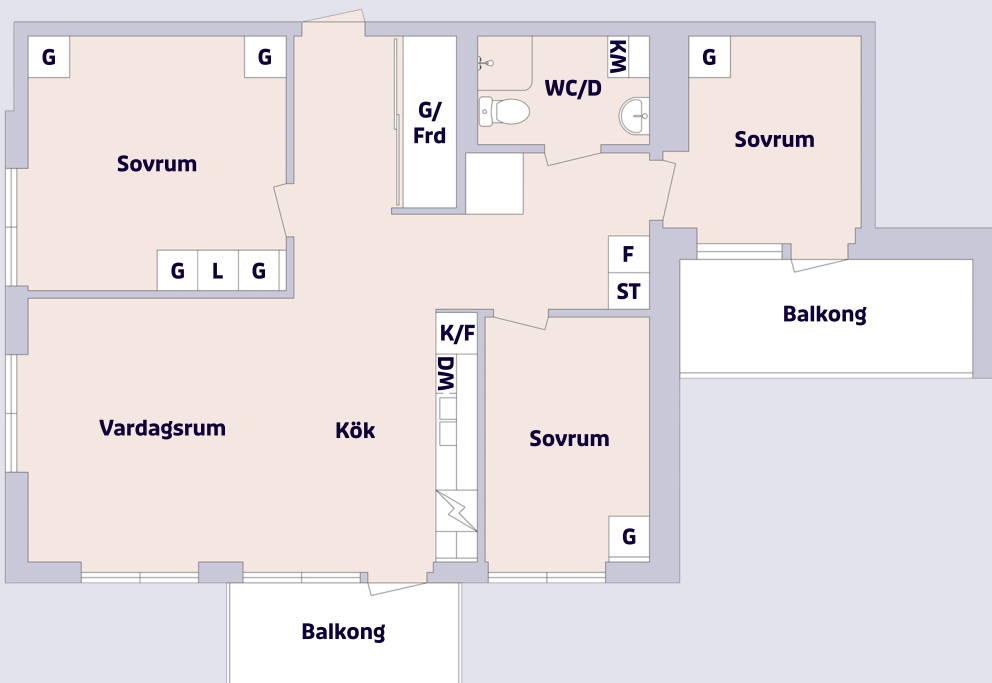 G
G
G/
Frd
WC/D
KM
G
Sovrum
Sovrum
G
L
G
F
ST
Balkong
K/F
DM
Vardagsrum
Kök
Sovrum
G
Balkong